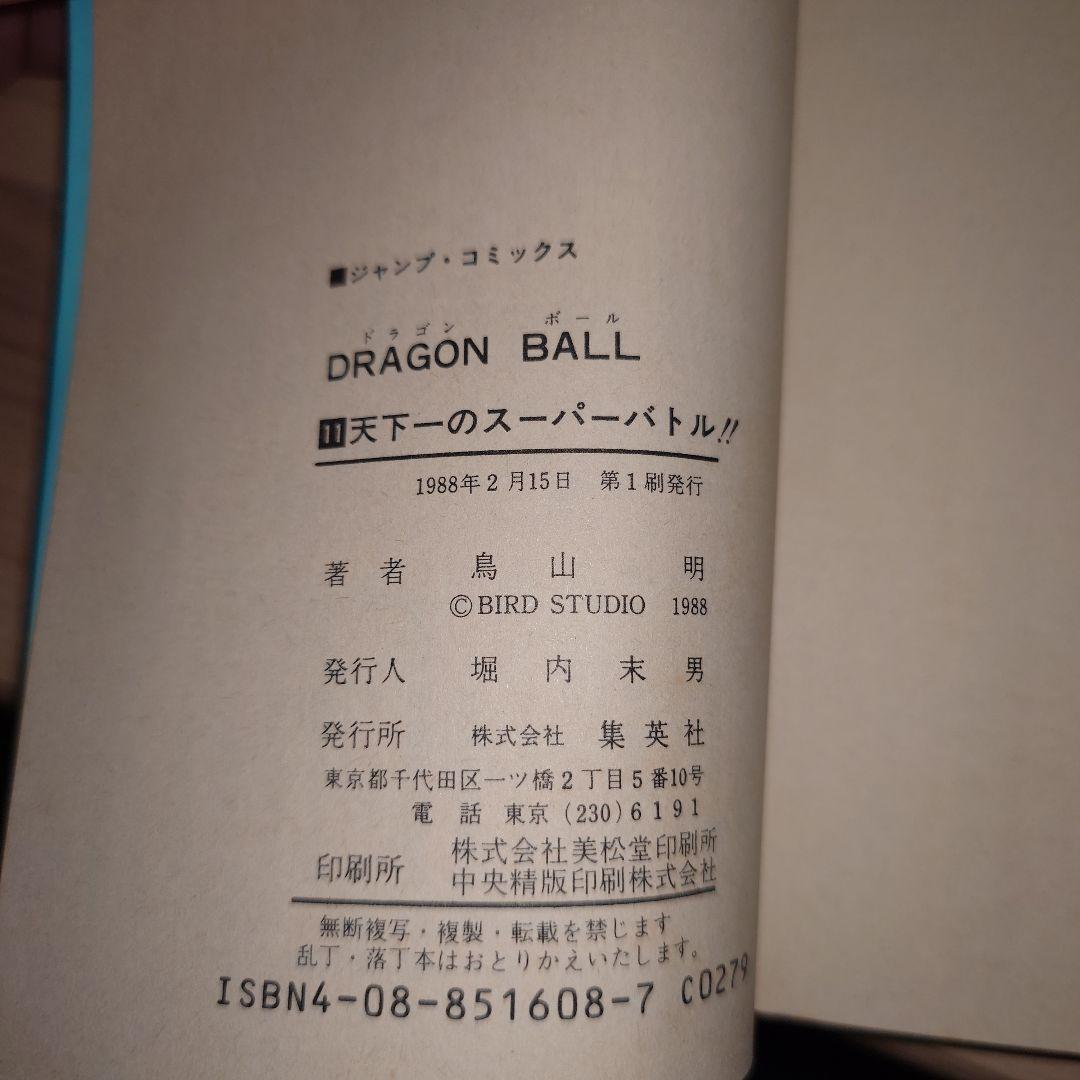 ■ジャンプ・コミックス
ドラゴン ボール
DRAGON BALL
11天下一のスーパーバトル!!
1988年2月15日 第1刷発行
著者 鳥山 明
©BIRD STUDIO 1988
発行人 堀内末男
発行所 株式会社 集英社
東京都千代田区一ツ橋2丁目5番10号
電話 東京(230)6191
印刷所 株式会社美松堂印刷所
中央精版印刷株式会社
無断複写・複製・転載を禁じます
乱丁・落丁本はおとりかえいたします。
ISBN4-08-851608-7 C0279